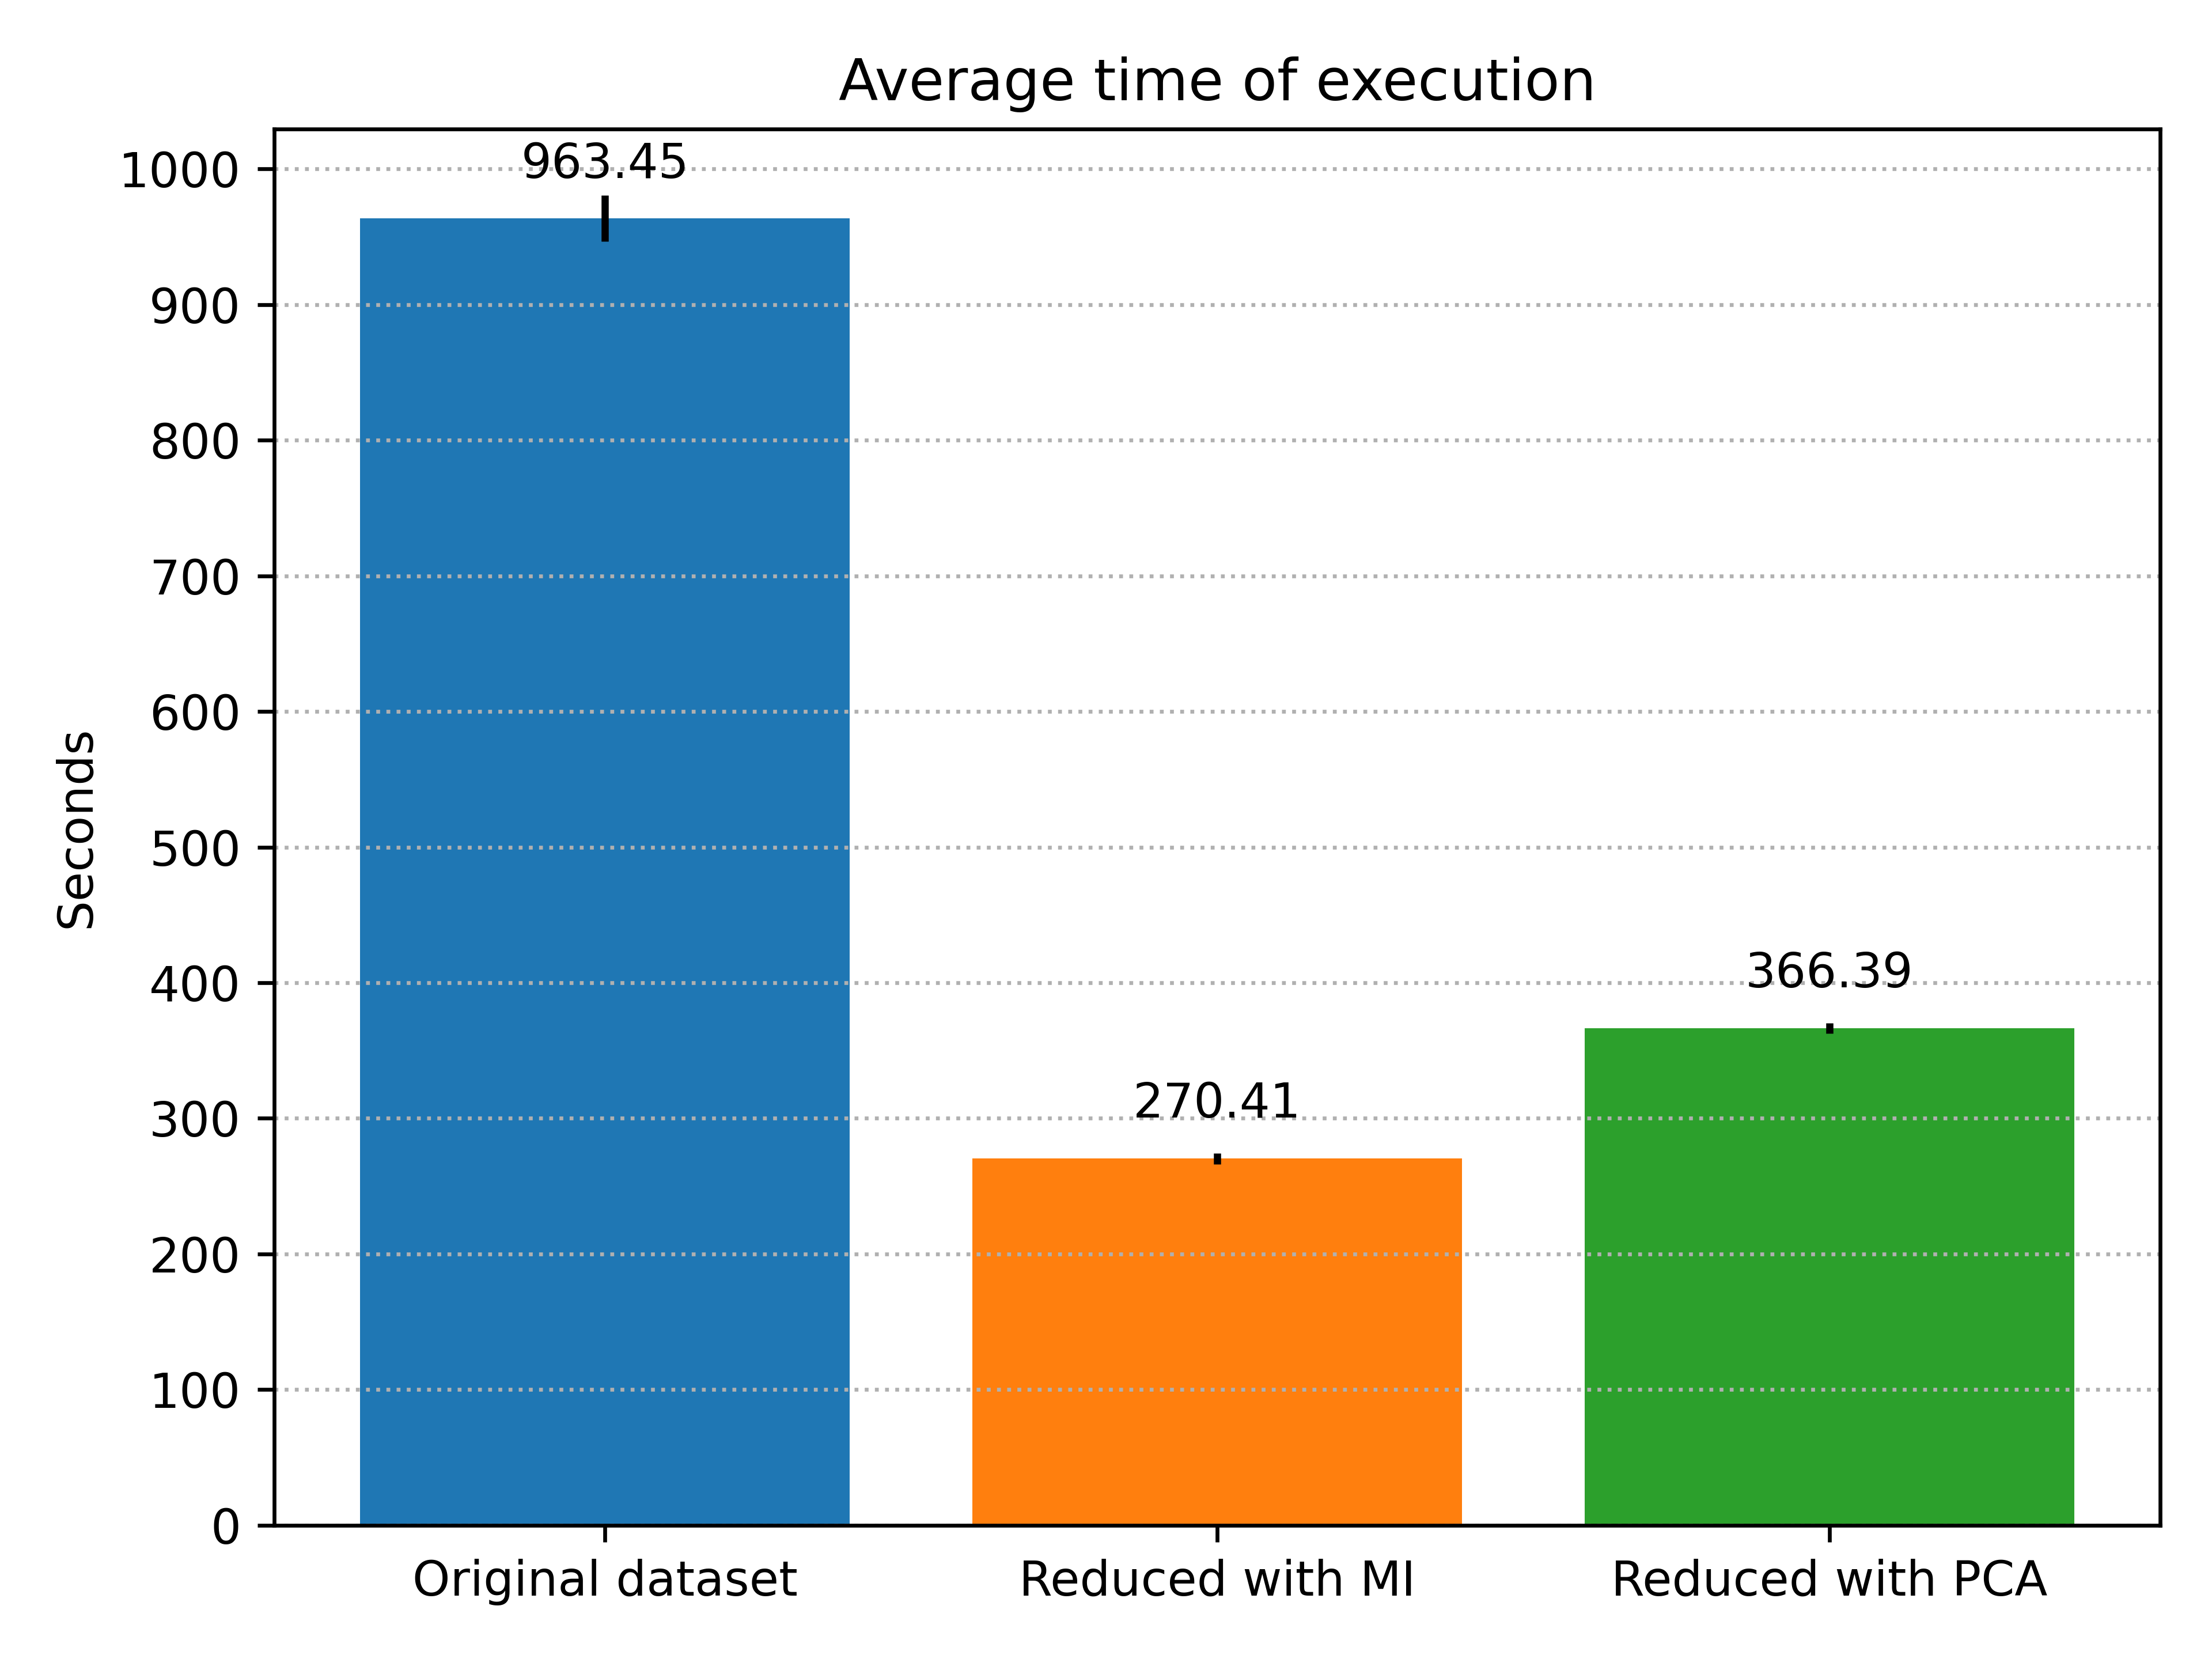 Average time of execution
1000
900
800
700
600
500
400
300
200
100
0
Seconds
963.45
270.41
366.39
Original dataset
Reduced with MI
Reduced with PCA